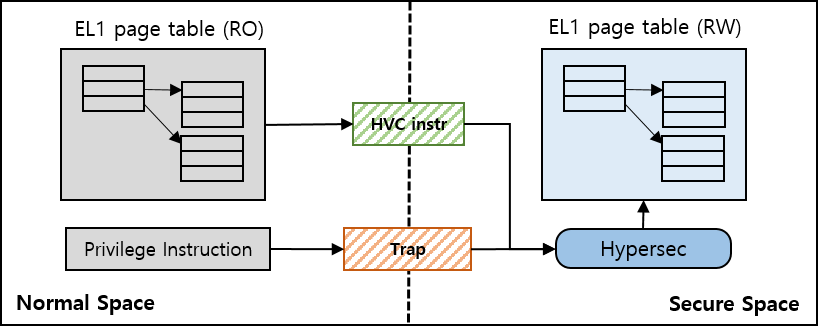 EL1 page table (RO)
EL1 page table (RW)
HVC instr
Privilege Instruction
Trap
Hypersec
Normal Space
Secure Space